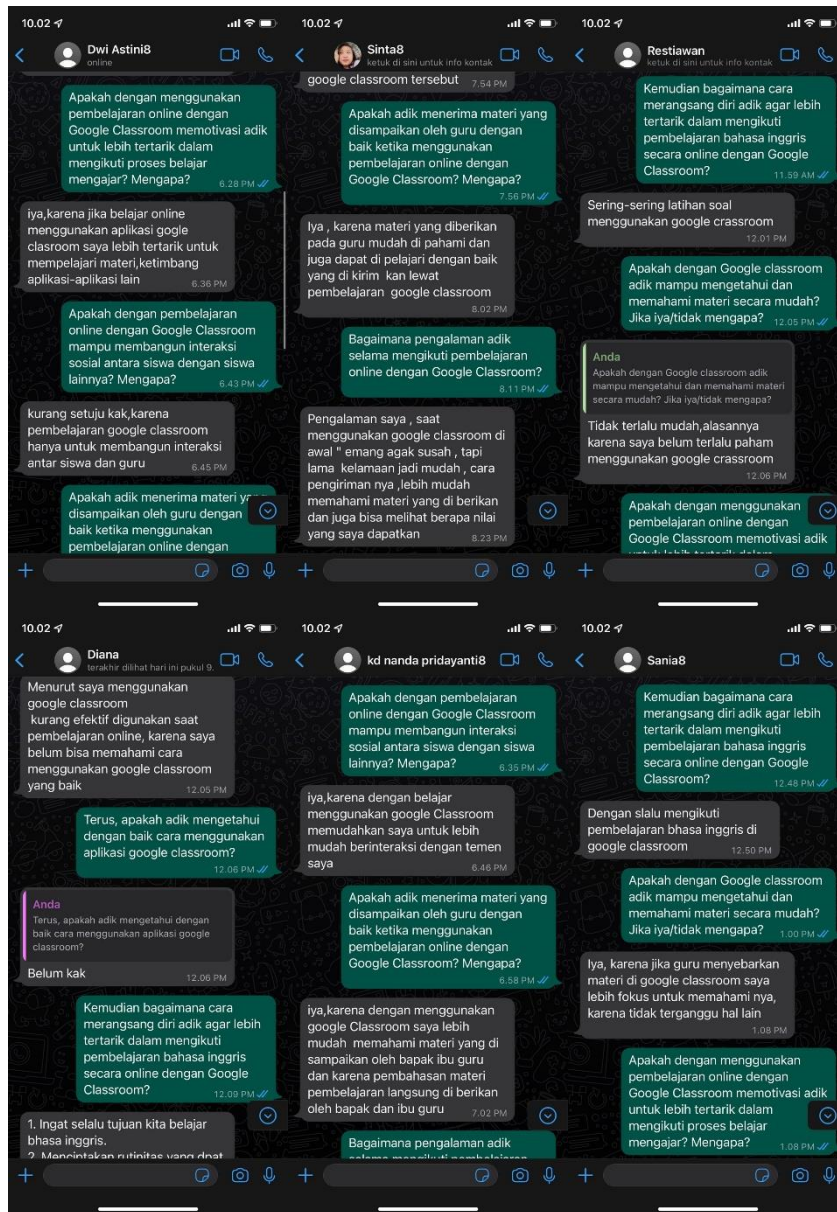 10.02
Dwi Astini8
online
Apakah dengan menggunakan
pembelajaran online dengan
Google Classroom memotivasi adik
untuk lebih tertarik dalam
mengikuti proses belajar
mengajar? Mengapa?
6.28 PM
iya,karena jika belajar online
menggunakan aplikasi gogle
clasroom saya lebih tertarik untuk
mempelajari materi,ketimbang
aplikasi-aplikasi lain
6.36 PM
Apakah dengan pembelajaran
online dengan Google Classroom
mampu membangun interaksi
sosial antara siswa dengan siswa
lainnya? Mengapa?
6.43 PM
kurang setuju kak,karena
pembelajaran google classroom
hanya untuk membangun interaksi
antar siswa dan guru
6.45 PM
Apakah adik menerima materi
disampaikan oleh guru dengan
baik ketika menggunakan
pembelajaran online dengan
10.02
Sinta8
ketuk di sini untuk info kontak
google classroom tersebut
7.54 PM
Apakah adik menerima materi yang
disampaikan oleh guru dengan
baik ketika menggunakan
pembelajaran online dengan
Google Classroom? Mengapa?
7.56 PM
Iya , karena materi yang diberikan
pada guru mudah di pahami dan
juga dapat di pelajari dengan baik
yang di kirim kan lewat
pembelajaran google classroom
8.02 PM
Bagaimana pengalaman adik
selama mengikuti pembelajaran
online dengan Google Classroom?
8.11 PM
Pengalaman saya , saat
menggunakan google classroom di
awal " emang agak susah , tapi
lama kelamaan jadi mudah , cara
pengiriman nya ,lebih mudah
memahami materi yang di berikan
dan juga bisa melihat berapa nilai
yang saya dapatkan
8.23 PM
10.02
Restiawan
ketuk di sini untuk info kontak
Kemudian bagaimana cara
merangsang diri adik agar lebih
tertarik dalam mengikuti
pembelajaran bahasa inggris
secara online dengan Google
Classroom?
11.59 AM
Sering-sering latihan soal
menggunakan google crassroom
12.01 PM
Apakah dengan Google classroom
adik mampu mengetahui dan
memahami materi secara mudah?
Jika iya/tidak mengapa?
12.05 PM
Anda
Apakah dengan Google classroom adik
mampu mengetahui dan memahami materi
secara mudah? Jika iya/tidak mengapa?
Tidak terlalu mudah,alasannya
karena saya belum terlalu paham
menggunakan google crassroom
12.06 PM
Apakah dengan menggunakan
pembelajaran online dengan
Google Classroom memotivasi adik
untuk lebih tertarik dalam
10.02
Diana
terakhir dilihat hari ini pukul 9.
Menurut saya menggunakan
google classroom
kurang efektif digunakan saat
pembelajaran online, karena saya
belum bisa memahami cara
menggunakan google classroom
yang baik
12.05 PM
Terus, apakah adik mengetahui
dengan baik cara menggunakan
aplikasi google classroom?
12.06 PM
Anda
Terus, apakah adik mengetahui dengan
baik cara menggunakan aplikasi google
classroom?
Belum kak
12.06 PM
Kemudian bagaimana cara
merangsang diri adik agar lebih
tertarik dalam mengikuti
pembelajaran bahasa inggris
secara online dengan Google
Classroom?
12.09 PM
1. Ingat selalu tujuan kita belajar
bhasa inggris.
2. Menciptakan rutinitas yang dpat
10.02
kd nanda pridayanti8
Apakah dengan pembelajaran
online dengan Google Classroom
mampu membangun interaksi
sosial antara siswa dengan siswa
lainnya? Mengapa?
6.35 PM
iya,karena dengan belajar
menggunakan google Classroom
memudahkan saya untuk lebih
mudah berinteraksi dengan temen
saya
6.46 PM
Apakah adik menerima materi yang
disampaikan oleh guru dengan
baik ketika menggunakan
pembelajaran online dengan
Google Classroom? Mengapa?
6.58 PM
iya,karena dengan menggunakan
google Classroom saya lebih
mudah memahami materi yang di
sampaikan oleh bapak ibu guru
dan karena pembahasan materi
pembelajaran langsung di berikan
oleh bapak dan ibu guru
7.02 PM
Bagaimana pengalaman adik
selama mengikuti pembelajaran
10.02
Sania8
Kemudian bagaimana cara
merangsang diri adik agar lebih
tertarik dalam mengikuti
pembelajaran bahasa inggris
secara online dengan Google
Classroom?
12.48 PM
Dengan slalu mengikuti
pembelajaran bhasa inggris di
google classroom
12.50 PM
Apakah dengan Google classroom
adik mampu mengetahui dan
memahami materi secara mudah?
Jika iya/tidak mengapa?
1.00 PM
Iya, karena jika guru menyebarkan
materi di google classroom saya
lebih fokus untuk memahami nya,
karena tidak terganggu hal lain
1.08 PM
Apakah dengan menggunakan
pembelajaran online dengan
Google Classroom memotivasi adik
untuk lebih tertarik dalam
mengikuti proses belajar
mengajar? Mengapa?
1.08 PM